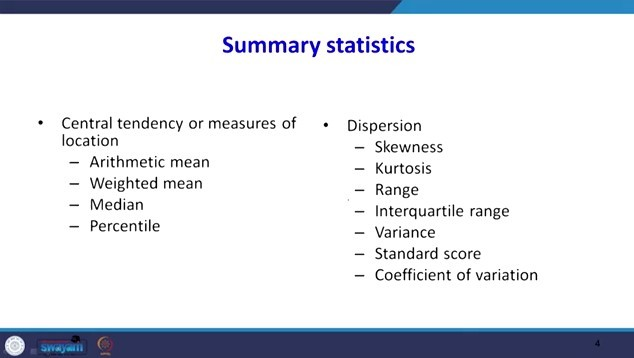 Summary statistics
• Central tendency or measures of
location
– Arithmetic mean
– Weighted mean
– Median
– Percentile
• Dispersion
– Skewness
– Kurtosis
– Range
– Interquartile range
– Variance
– Standard score
– Coefficient of variation
swayam
4